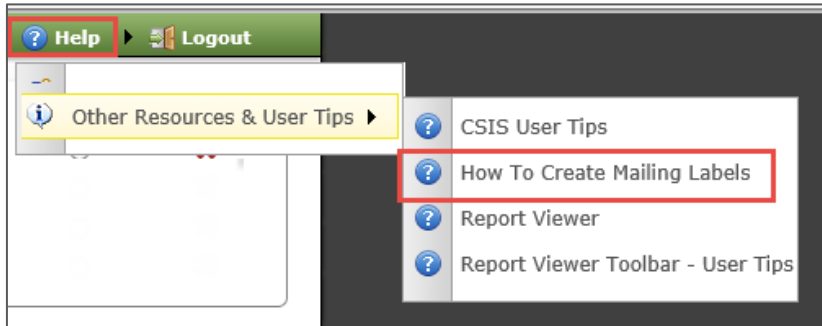 Help Logout
Other Resources & User Tips
CSIS User Tips
How To Create Mailing Labels
Report Viewer
Report Viewer Toolbar - User Tips